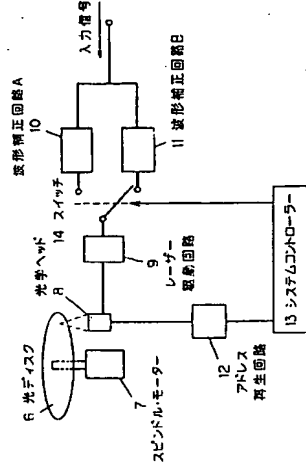 入力信号
波形補正回路A
10
11 波形補正回路B
14 スイッチ
光学ヘッド
8
9
レーザー
駆動回路
6 光ディスク
7
スピンドル・モーター
12
アドレス
再生回路
13 システムコントローラー